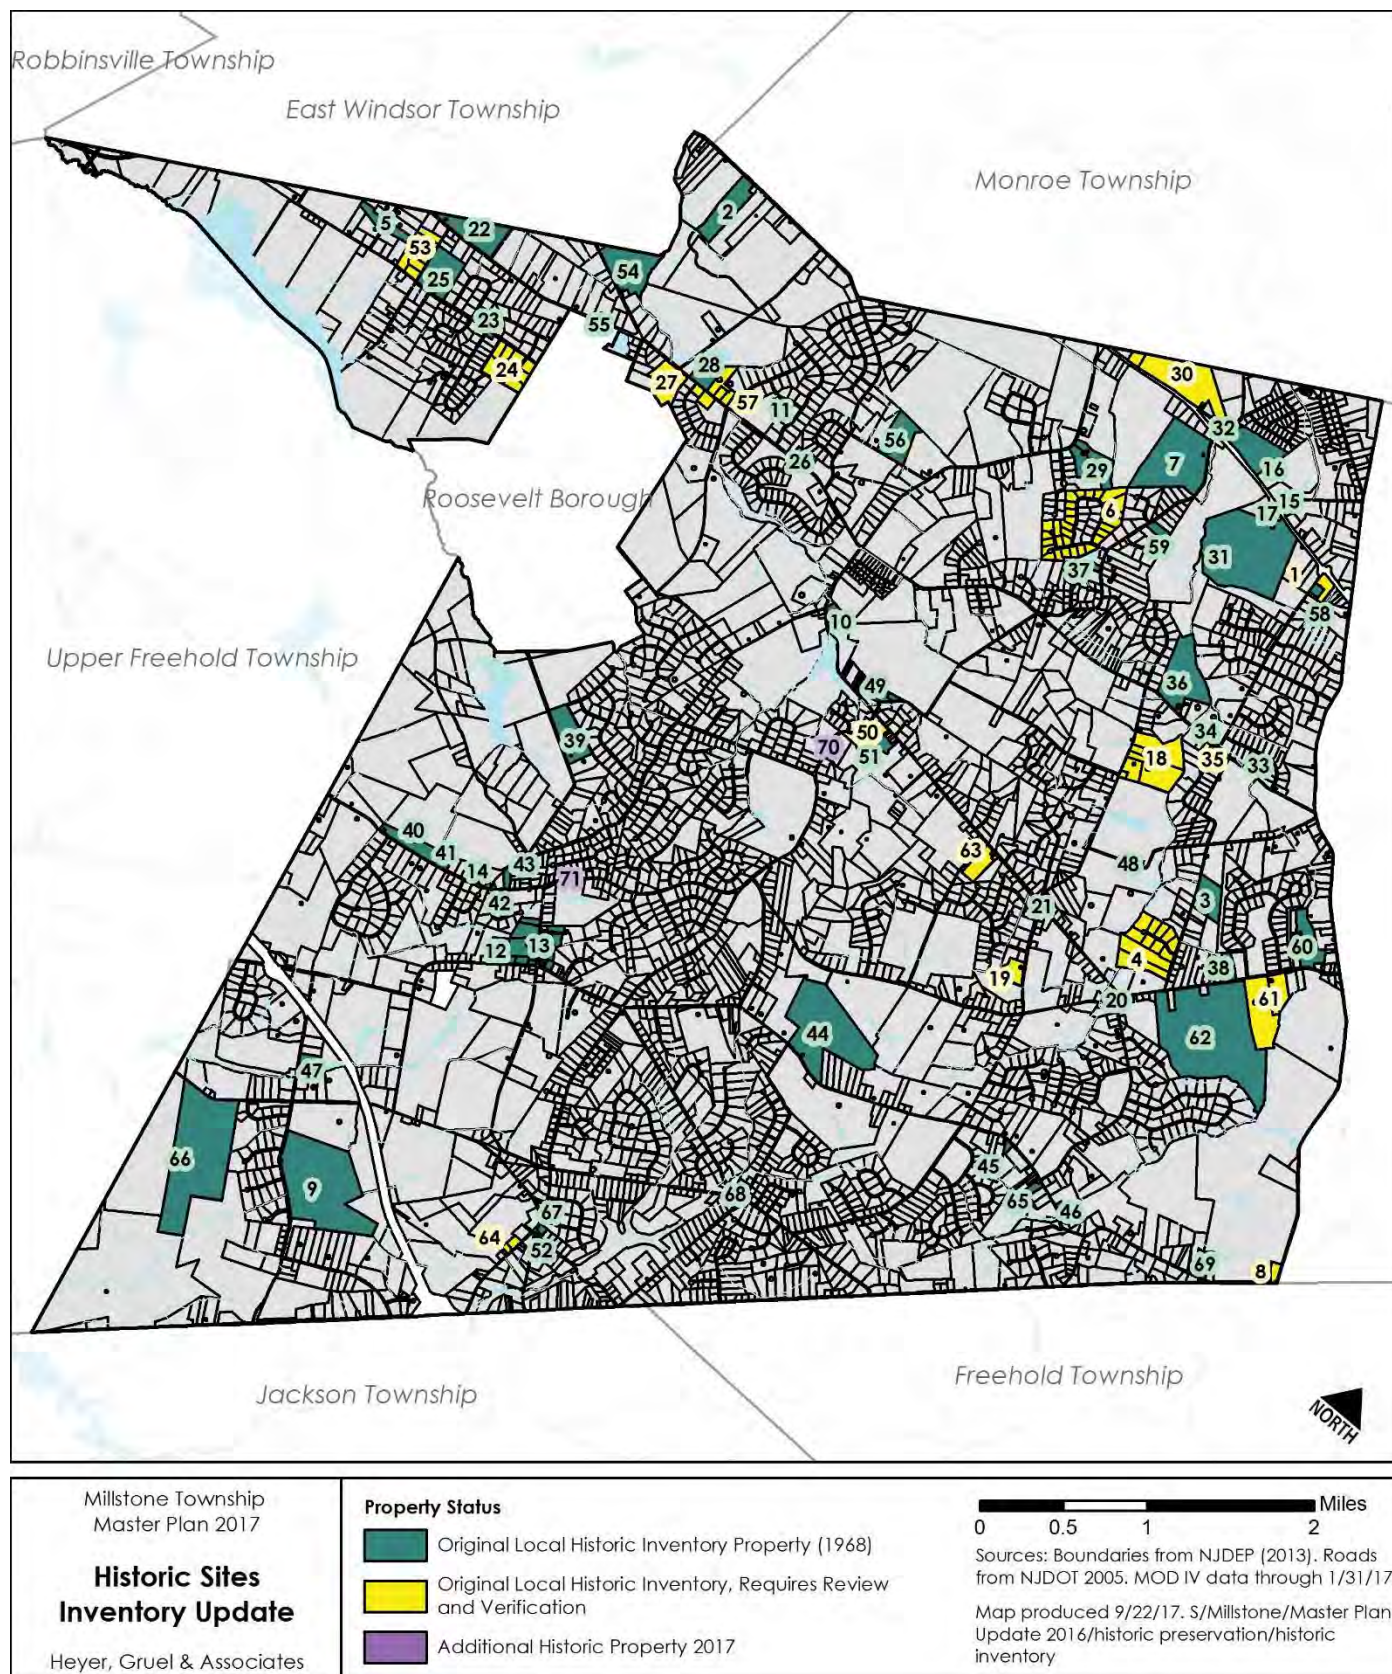 Robbinsville Township
East Windsor Township
Monroe Township
2
5
22
53
54
25
55
23
28
24
27
57
11
30
32
56
26
29
7
16
Roosevelt Borough
6
15
17
59
31
37
1
58
10
Upper Freehold Township
49
36
39
50
34
70
51
18
35
33
40
41
43
63
48
14
71
42
21
3
12
13
19
4
38
60
20
61
44
62
47
66
9
45
68
65
46
67
64
52
69
8
Jackson Township
Freehold Township
NORTH
Millstone Township
Master Plan 2017
Historic Sites
Inventory Update
Heyer, Gruel & Associates
Property Status
Original Local Historic Inventory Property (1968)
Original Local Historic Inventory, Requires Review
and Verification
Additional Historic Property 2017
Miles
0 0.5 1 2
Sources: Boundaries from NJDEP (2013). Roads
from NJDOT 2005. MOD IV data through 1/31/17
Map produced 9/22/17. S/Millstone/Master Plan
Update 2016/historic preservation/historic
inventory